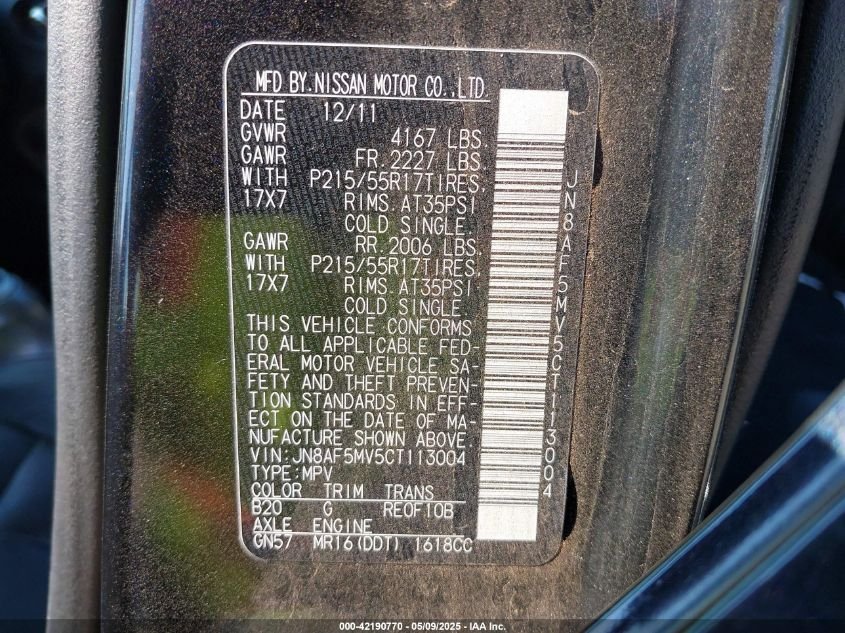 MFD BY.NISSAN MOTOR CO.,LTD.
DATE 12/11
GVWR 4167 LBS.
GAWR FR.2227 LBS.
WITH P215/55R17TIRES.
17X7 RIMS.AT35PSI
COLD SINGLE.
GAWR RR.2006 LBS.
WITH P215/55R17TIRES.
17X7 RIMS.AT35PSI
COLD SINGLE
THIS VEHICLE CONFORMS
TO ALL APPLICABLE FED-
ERAL MOTOR VEHICLE SA-
FETY AND THEFT PREVEN-
TION STANDARDS IN EFF-
ECT ON THE DATE OF MA-
NUFACTURE SHOWN ABOVE.
VIN:JN8AF5MV5CT113004
TYPE:MPV
COLOR TRIM TRANS
B20 G RE0F10B
AXLE ENGINE
GN57 MR16(DDT) 1618CC
JN8AF5MV5CT113004
000-42190770 - 05/09/2025 - IAA Inc.